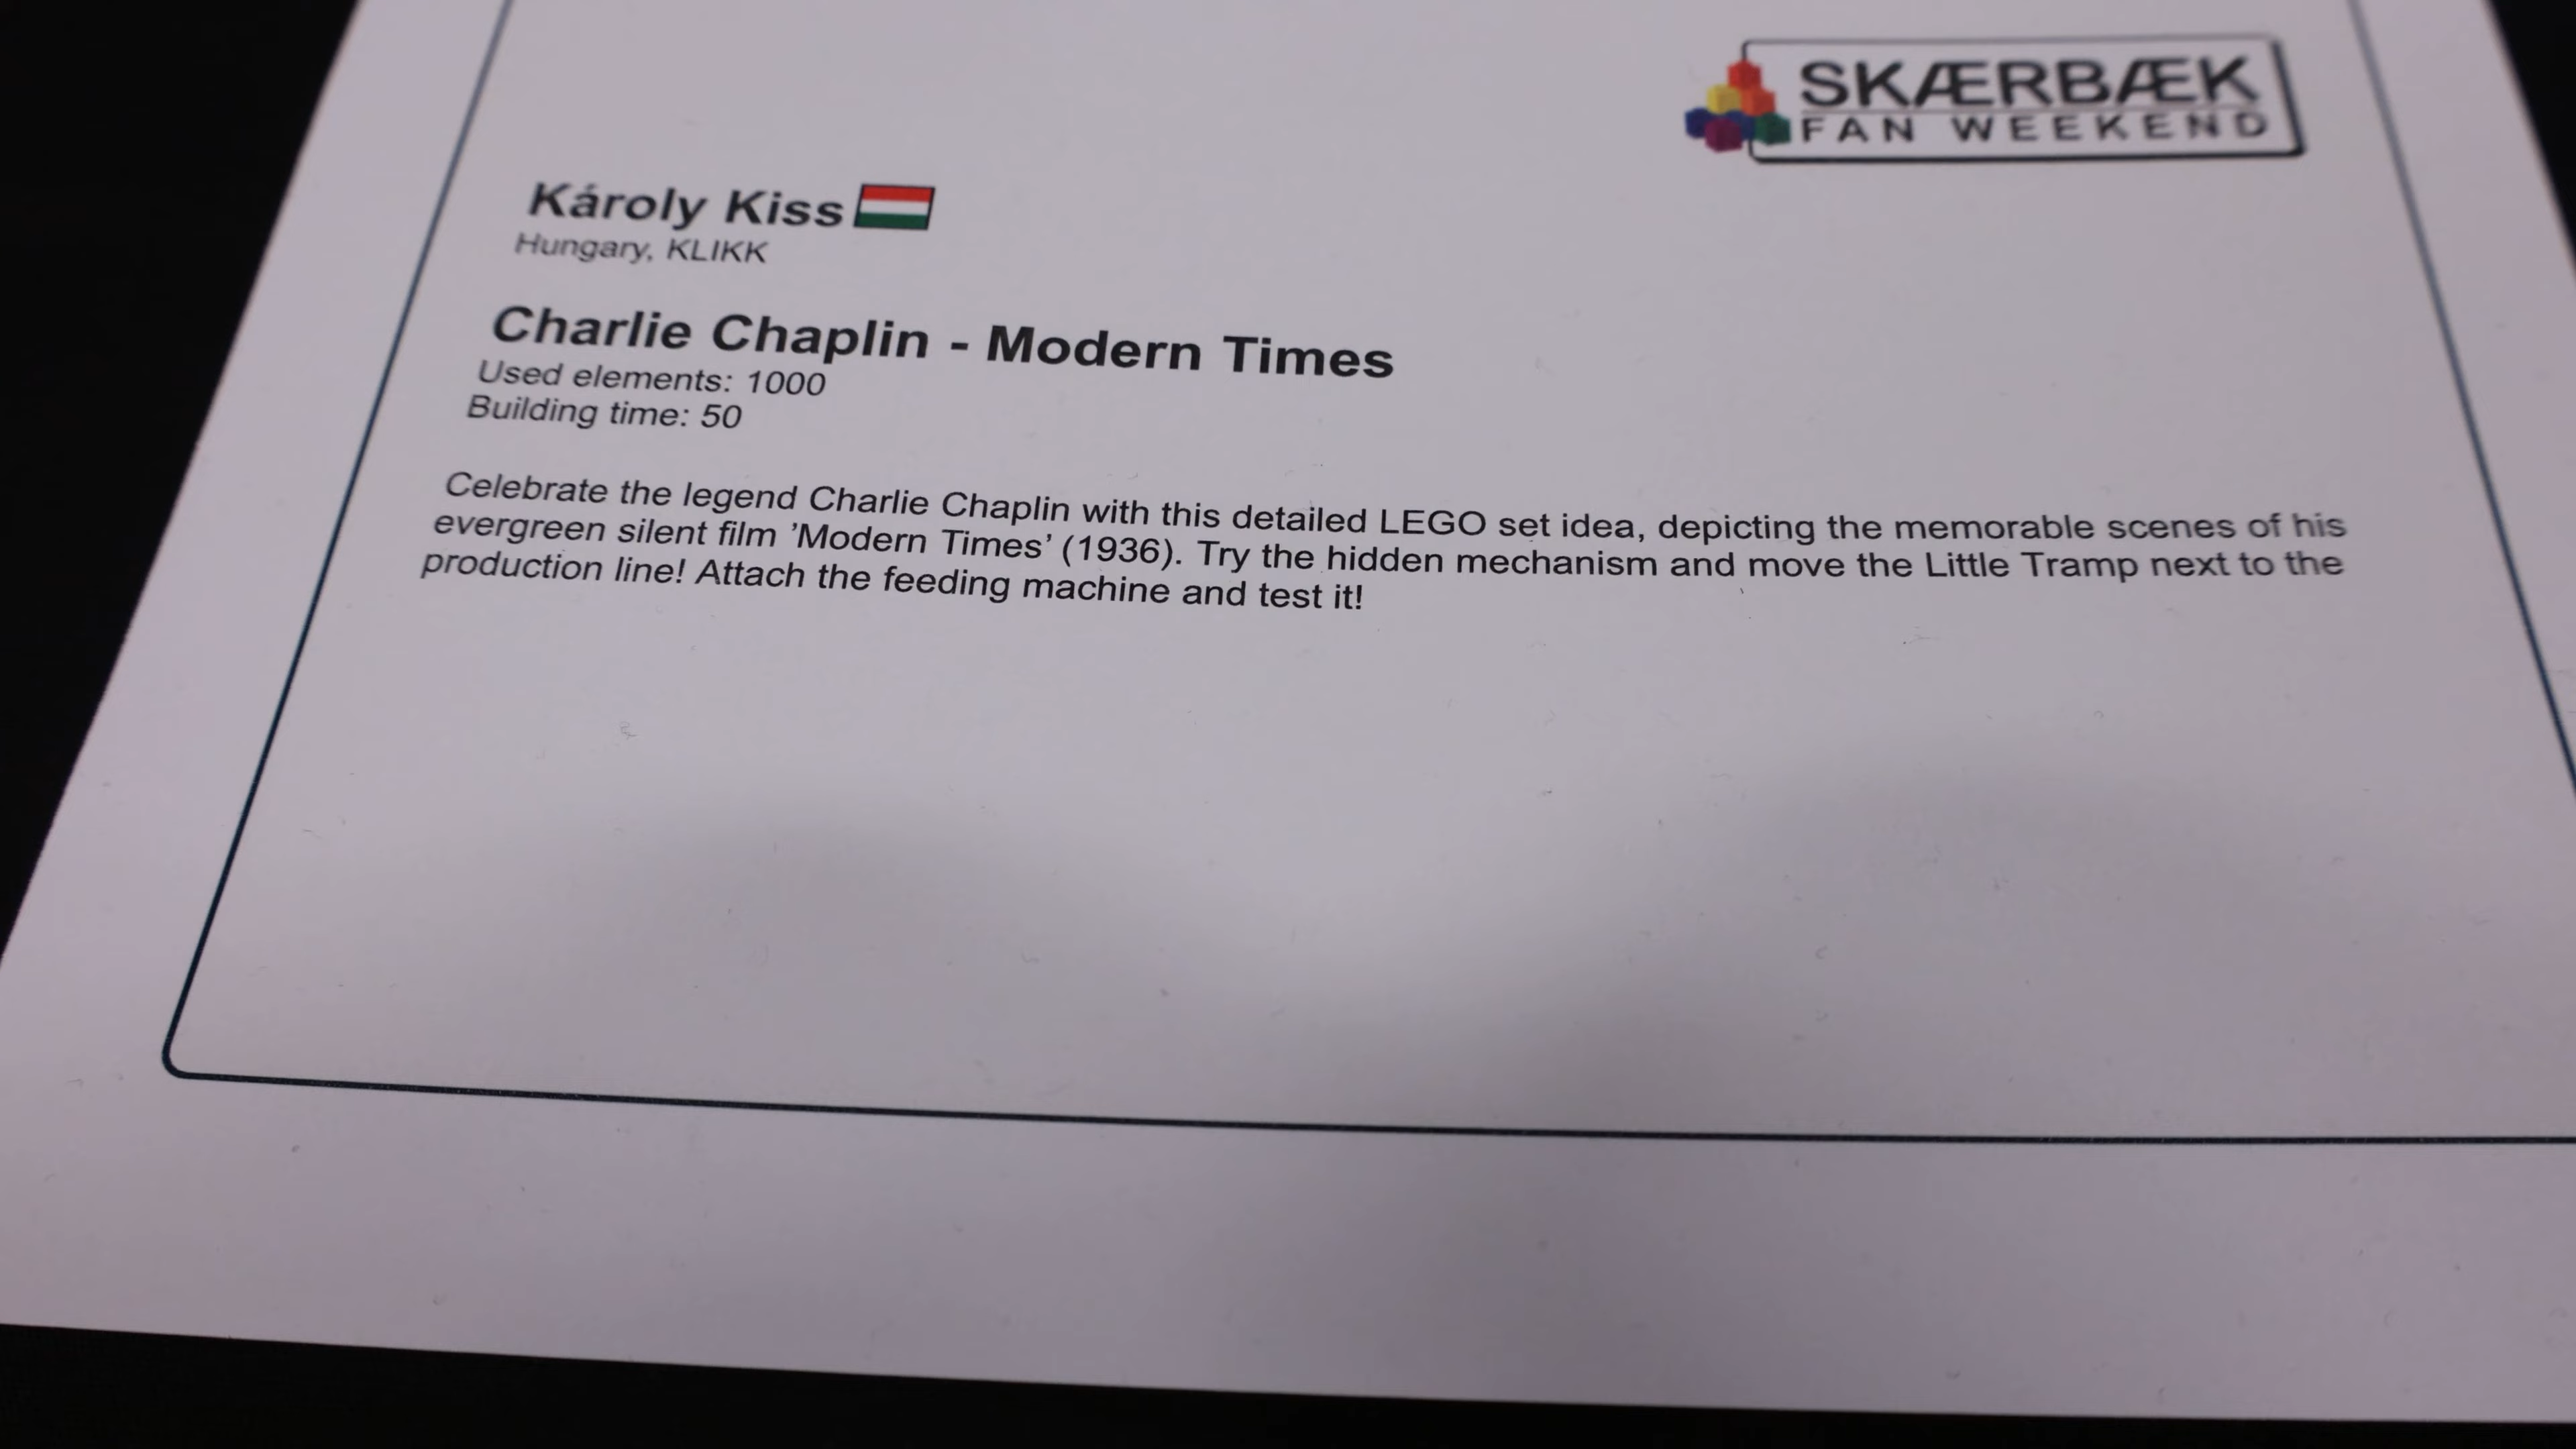 SKÆRBÆK
FAN WEEKEND
Károly Kiss
Hungary, KLIKK
Charlie Chaplin - Modern Times
Used elements: 1000
Building time: 50
Celebrate the legend Charlie Chaplin with this detailed LEGO set idea, depicting the memorable scenes of his
evergreen silent film ’Modern Times’ (1936). Try the hidden mechanism and move the Little Tramp next to the
production line! Attach the feeding machine and test it!